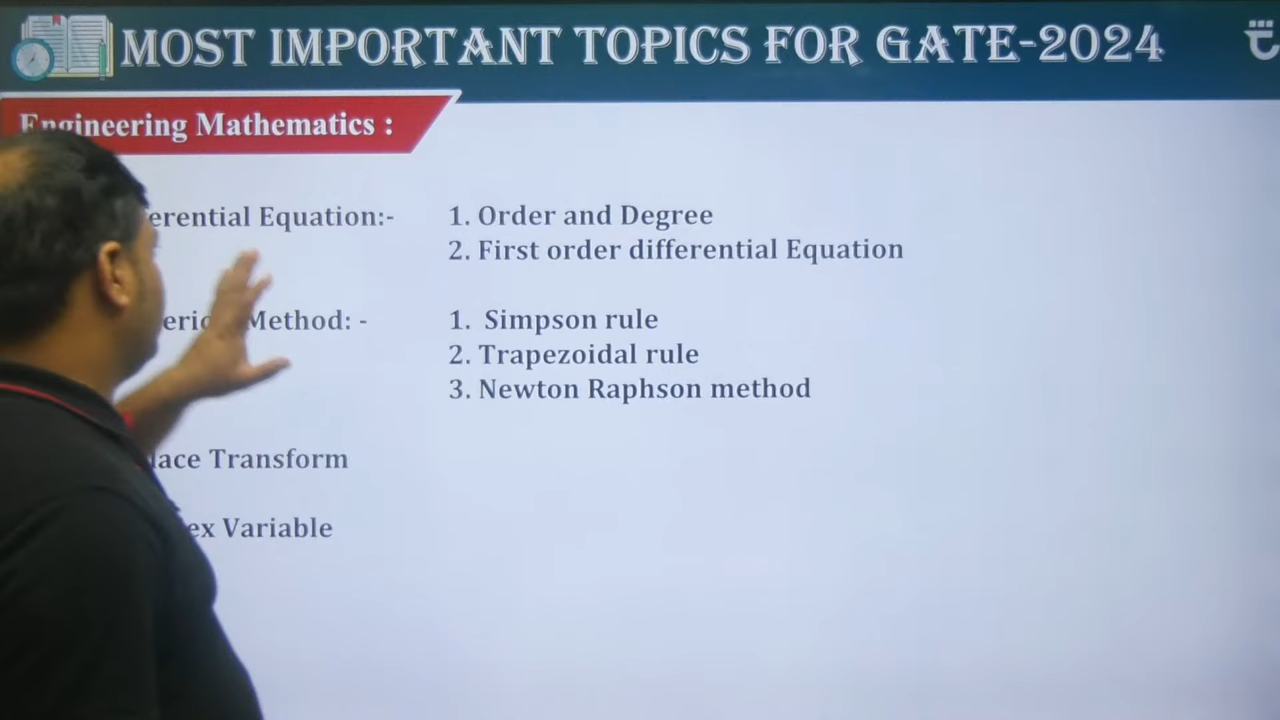 MOST IMPORTANT TOPICS FOR GATE-2024
Engineering Mathematics :
erential Equation:-
1. Order and Degree
2. First order differential Equation
Method: -
1. Simpson rule
2. Trapezoidal rule
3. Newton Raphson method
lace Transform
ex Variable